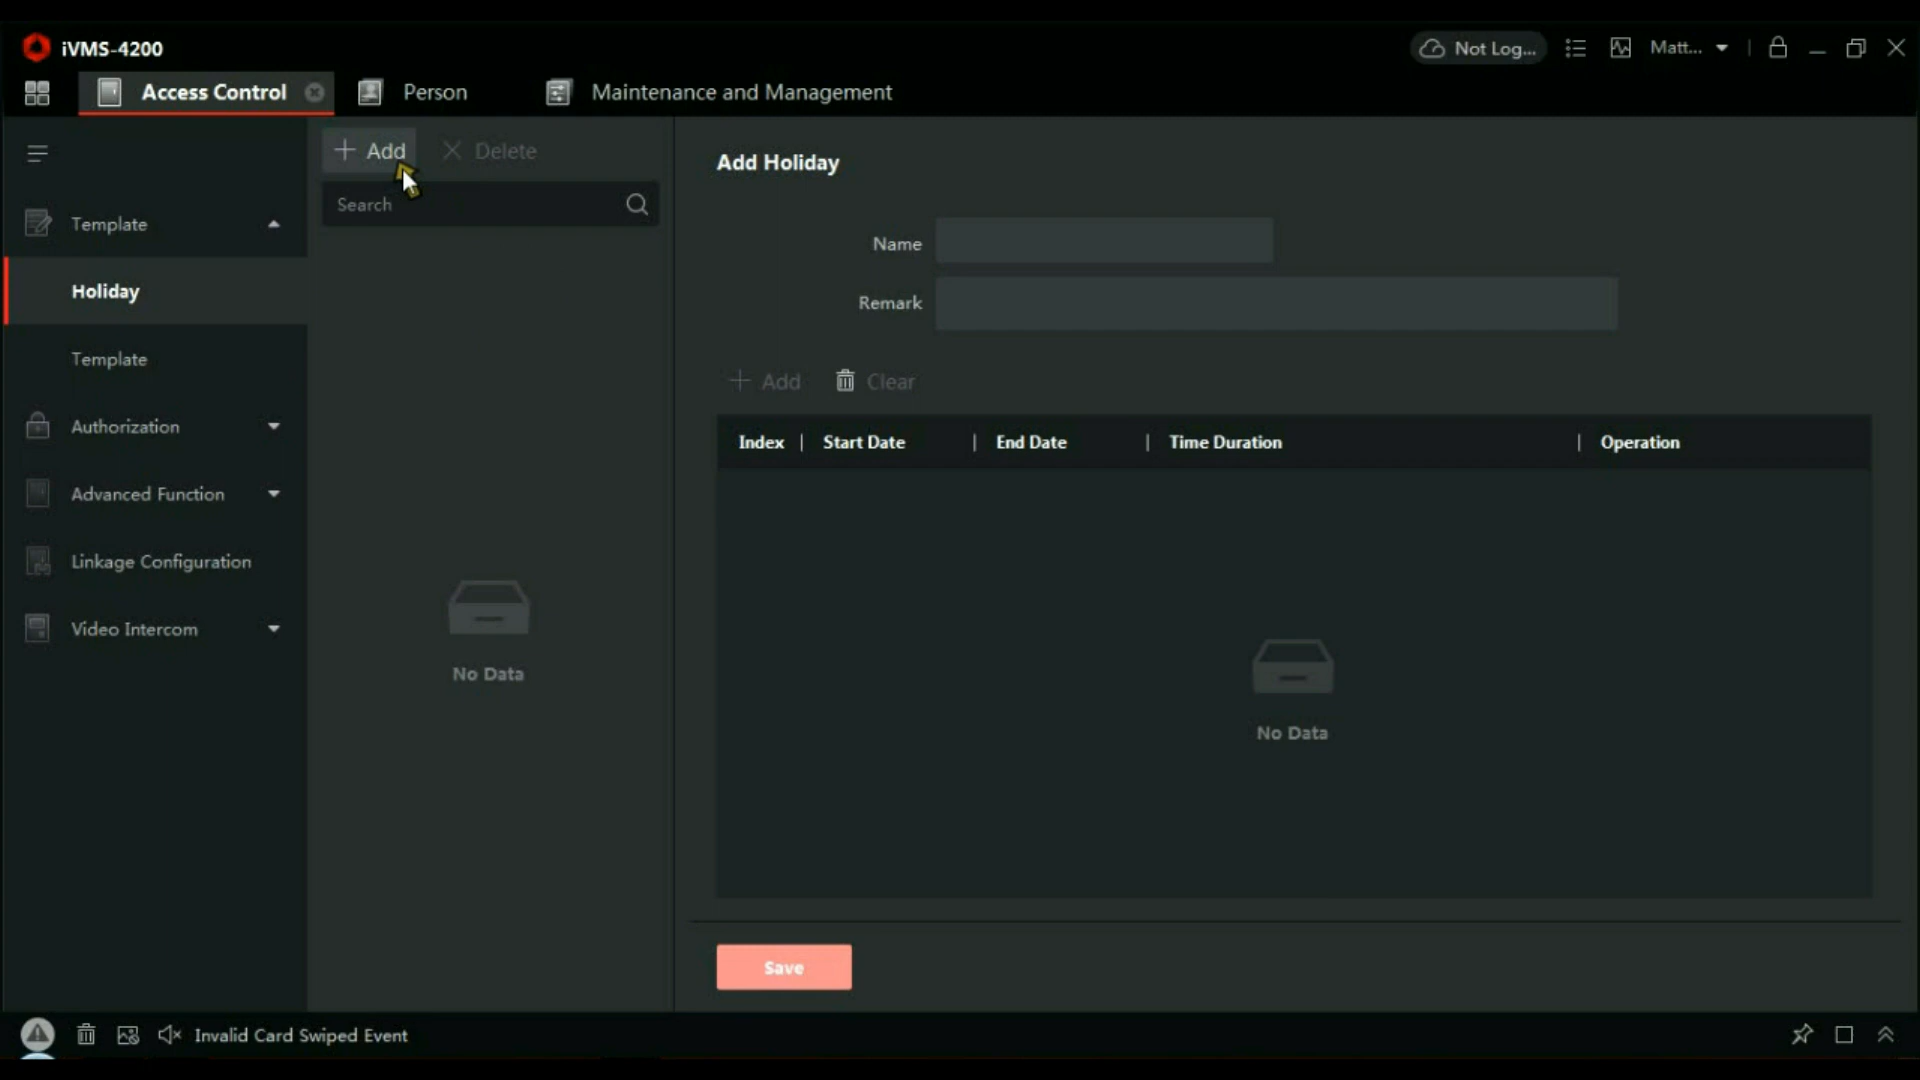 iVMS-4200
Not Log...
Matt...
Access Control
Person
Maintenance and Management
Add
Delete
Search
Template
Holiday
Template
Authorization
Advanced Function
Linkage Configuration
Video Intercom
No Data
Add Holiday
Name
Remark
Add
Clear
Index | Start Date | End Date | Time Duration | Operation
No Data
Save
Invalid Card Swiped Event